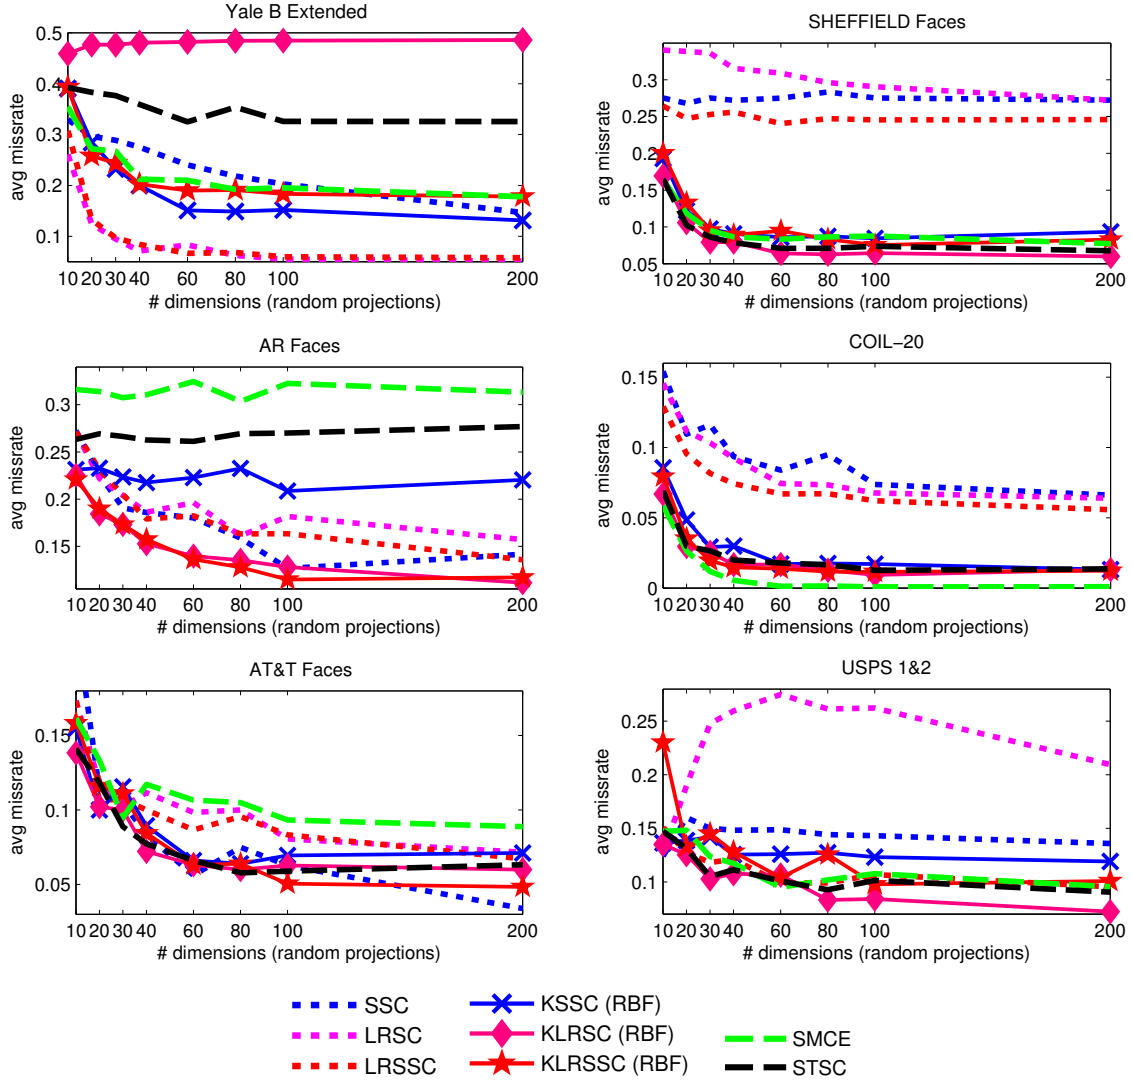 Yale B Extended
0.5
0.4
0.3
0.2
0.1
avg missrate
10 20 30 40 60 80 100 200
# dimensions (random projections)
SHEFFIELD Faces
0.3
0.25
0.2
0.15
0.1
0.05
avg missrate
10 20 30 40 60 80 100 200
# dimensions (random projections)
AR Faces
0.3
0.25
0.2
0.15
avg missrate
10 20 30 40 60 80 100 200
# dimensions (random projections)
COIL−20
0.15
0.1
0.05
0
avg missrate
10 20 30 40 60 80 100 200
# dimensions (random projections)
AT&T Faces
0.15
0.1
0.05
avg missrate
10 20 30 40 60 80 100 200
# dimensions (random projections)
USPS 1&2
0.25
0.2
0.15
0.1
avg missrate
10 20 30 40 60 80 100 200
# dimensions (random projections)
SSC
LRSC
LRSSC
KSSC (RBF)
KLRSC (RBF)
KLRSSC (RBF)
SMCE
STSC